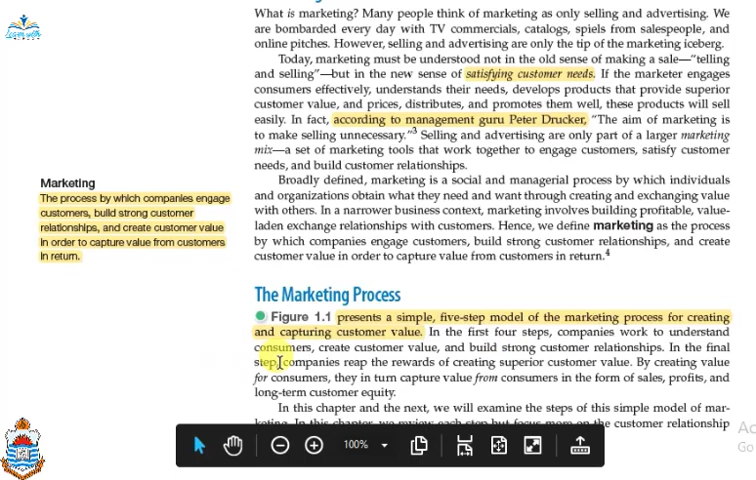 What is marketing? Many people think of marketing as only selling and advertising. We
are bombarded every day with TV commercials, catalogs, spiels from salespeople, and
online pitches. However, selling and advertising are only the tip of the marketing iceberg.
Today, marketing must be understood not in the old sense of making a sale—“telling
and selling”—but in the new sense of satisfying customer needs. If the marketer engages
consumers effectively, understands their needs, develops products that provide superior
customer value, and prices, distributes, and promotes them well, these products will sell
easily. In fact, according to management guru Peter Drucker, “The aim of marketing is
to make selling unnecessary.”3 Selling and advertising are only part of a larger marketing
mix—a set of marketing tools that work together to engage customers, satisfy customer
needs, and build customer relationships.
Broadly defined, marketing is a social and managerial process by which individuals
and organizations obtain what they need and want through creating and exchanging value
with others. In a narrower business context, marketing involves building profitable, value-
laden exchange relationships with customers. Hence, we define marketing as the process
by which companies engage customers, build strong customer relationships, and create
customer value in order to capture value from customers in return.4
Marketing
The process by which companies engage
customers, build strong customer
relationships, and create customer value
in order to capture value from customers
in return.
The Marketing Process
Figure 1.1 presents a simple, five-step model of the marketing process for creating
and capturing customer value. In the first four steps, companies work to understand
consumers, create customer value, and build strong customer relationships. In the final
step, companies reap the rewards of creating superior customer value. By creating value
for consumers, they in turn capture value from consumers in the form of sales, profits, and
long-term customer equity.
In this chapter and the next, we will examine the steps of this simple model of mar-
keting. In this chapter, we review each step but focus more on the customer relationship
100%
Ac
Go